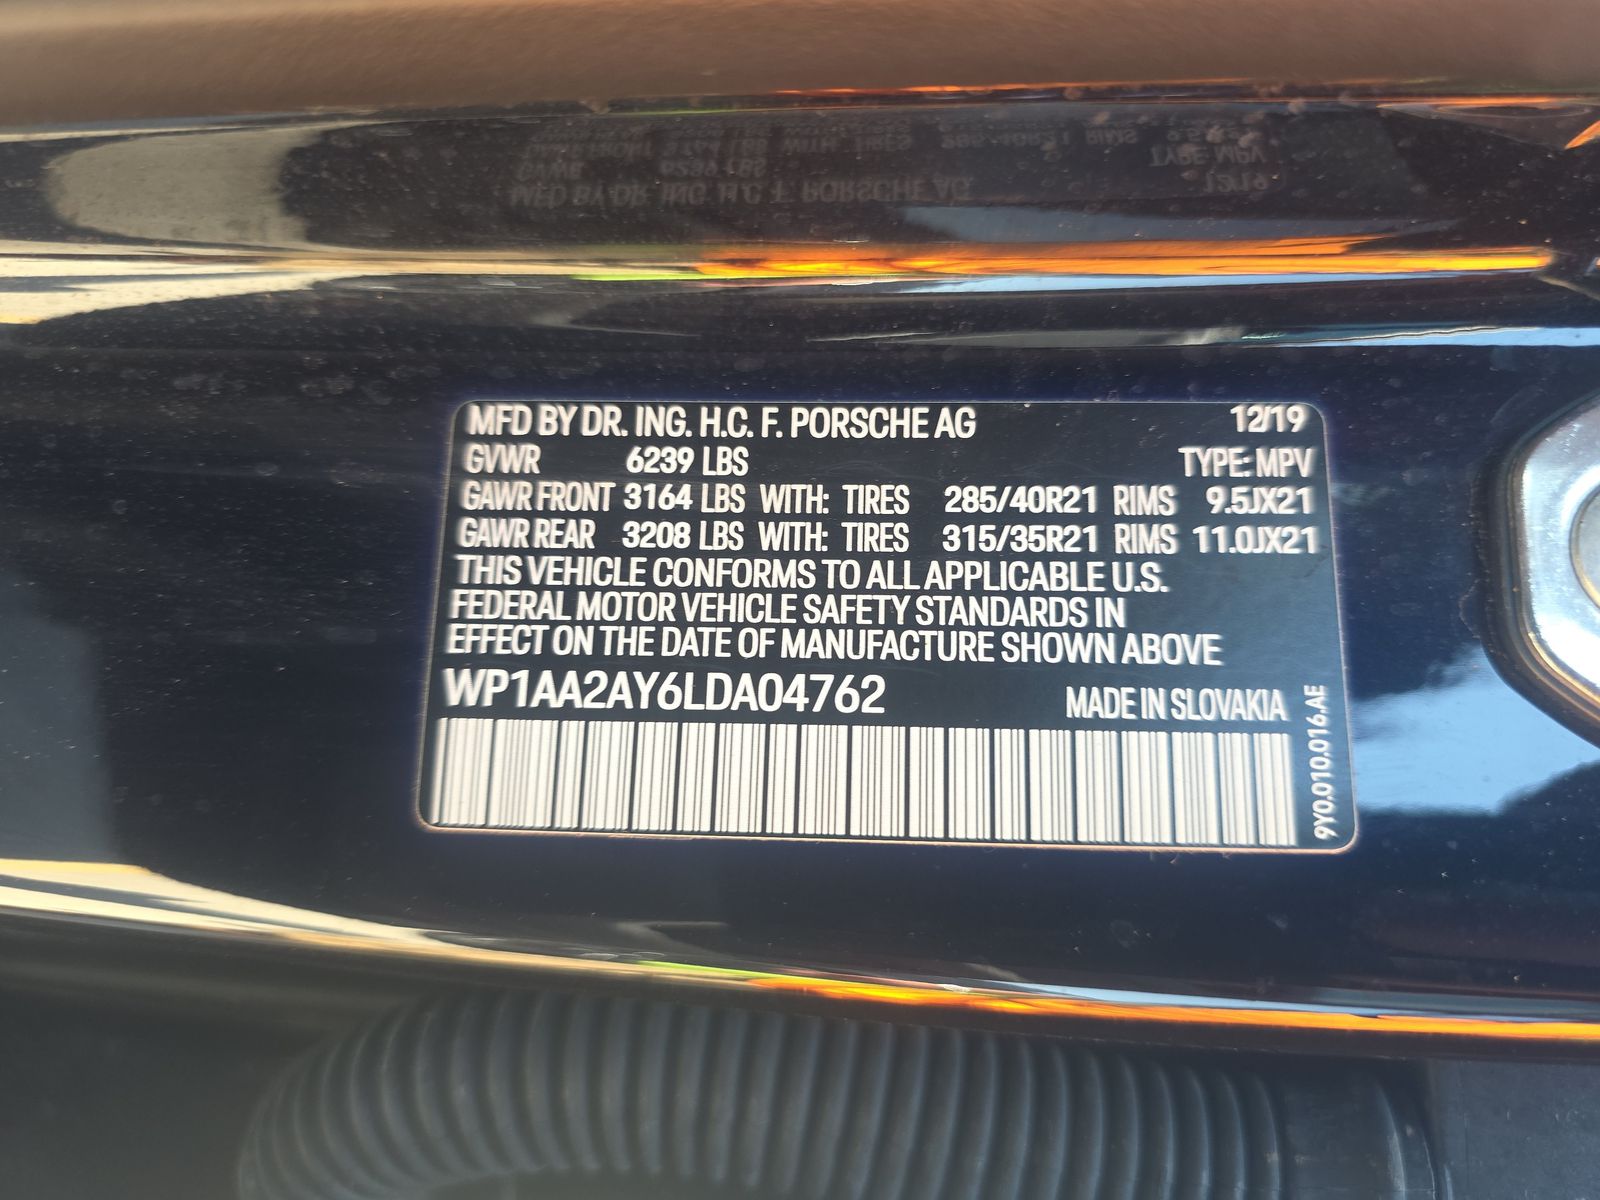 MFD BY DR. ING. H.C. F. PORSCHE AG 12/19
GVWR 6239 LBS TYPE: MPV
GAWR FRONT 3164 LBS WITH: TIRES 285/40R21 RIMS 9.5JX21
GAWR REAR 3208 LBS WITH: TIRES 315/35R21 RIMS 11.0JX21
THIS VEHICLE CONFORMS TO ALL APPLICABLE U.S.
FEDERAL MOTOR VEHICLE SAFETY STANDARDS IN
EFFECT ON THE DATE OF MANUFACTURE SHOWN ABOVE
WP1AA2AY6LDA04762 MADE IN SLOVAKIA
9Y0.010.016.AE